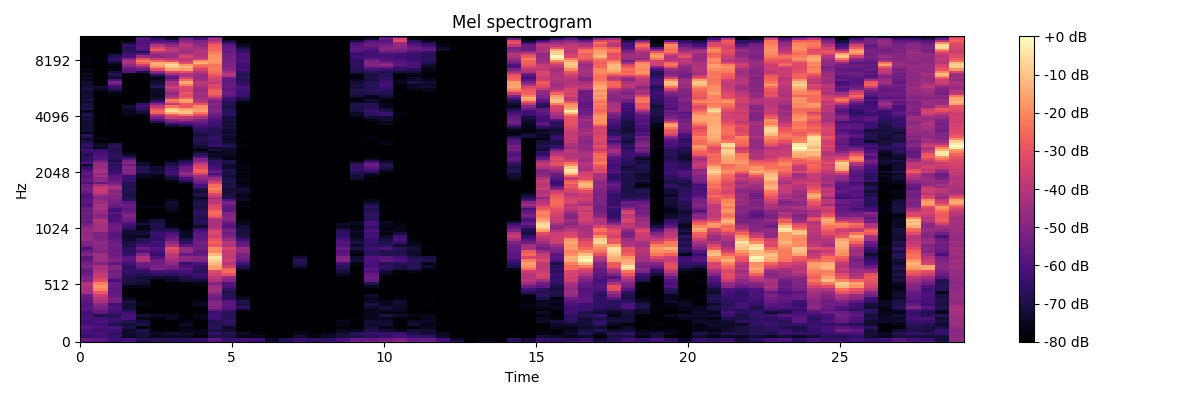 Mel spectrogram
Hz
8192
4096
2048
1024
512
0
0 5 10 15 20 25
Time
+0 dB
-10 dB
-20 dB
-30 dB
-40 dB
-50 dB
-60 dB
-70 dB
-80 dB